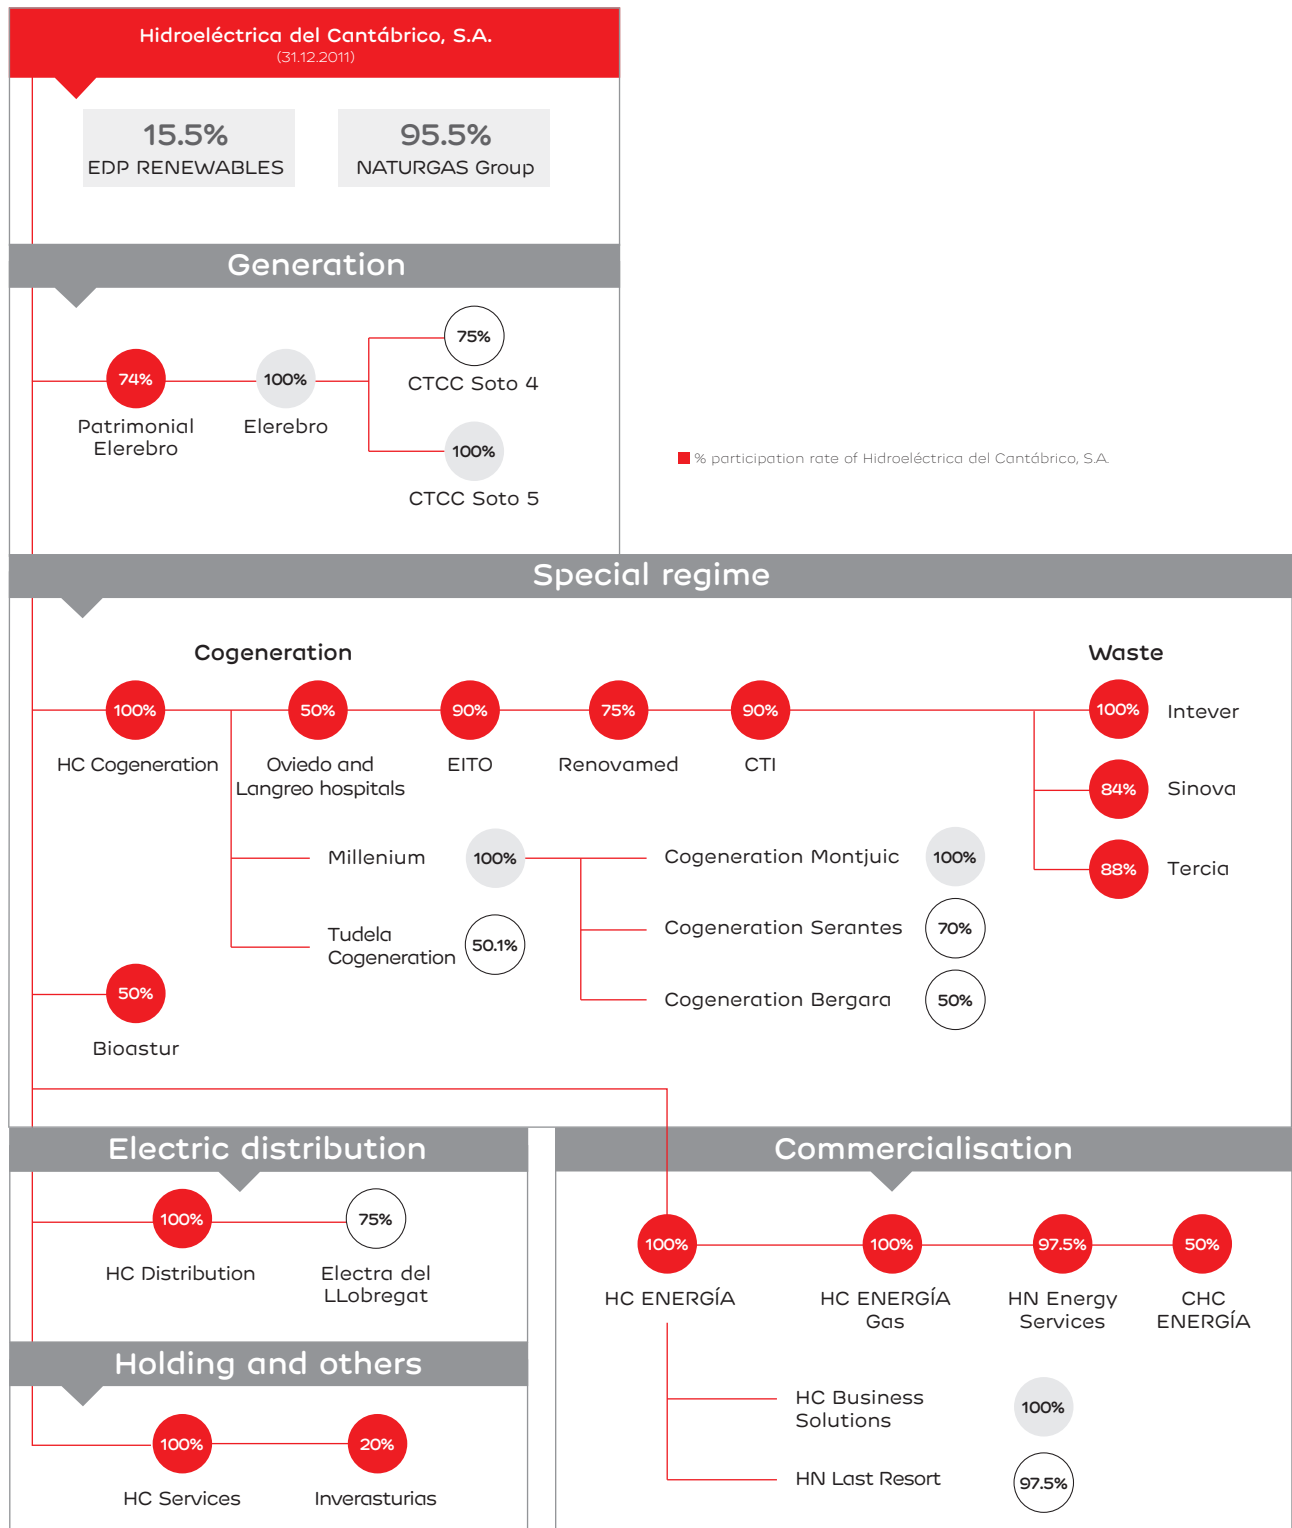 Hidroeléctrica del Cantábrico, S.A.
(31.12.2011)
15.5%
EDP RENEWABLES
95.5%
NATURGAS Group
Generation
74%
Patrimonial
Elerebro
100%
Elerebro
75%
CTCC Soto 4
100%
CTCC Soto 5
% participation rate of Hidroeléctrica del Cantábrico, S.A.
Special regime
Cogeneration
100%
HC Cogeneration
50%
Oviedo and
Langreo hospitals
90%
EITO
75%
Renovamed
90%
CTI
Waste
100%
Intever
84%
Sinova
88%
Tercia
Millenium
100%
Cogeneration Montjuic
100%
Cogeneration Serantes
70%
Cogeneration Bergara
50%
Tudela
Cogeneration
50.1%
50%
Bioastur
Electric distribution
100%
HC Distribution
75%
Electra del
LLobregat
Holding and others
100%
HC Services
20%
Inverasturias
Commercialisation
100%
HC ENERGÍA
100%
HC ENERGÍA
Gas
97.5%
HN Energy
Services
50%
CHC
ENERGÍA
HC Business
Solutions
100%
HN Last Resort
97.5%